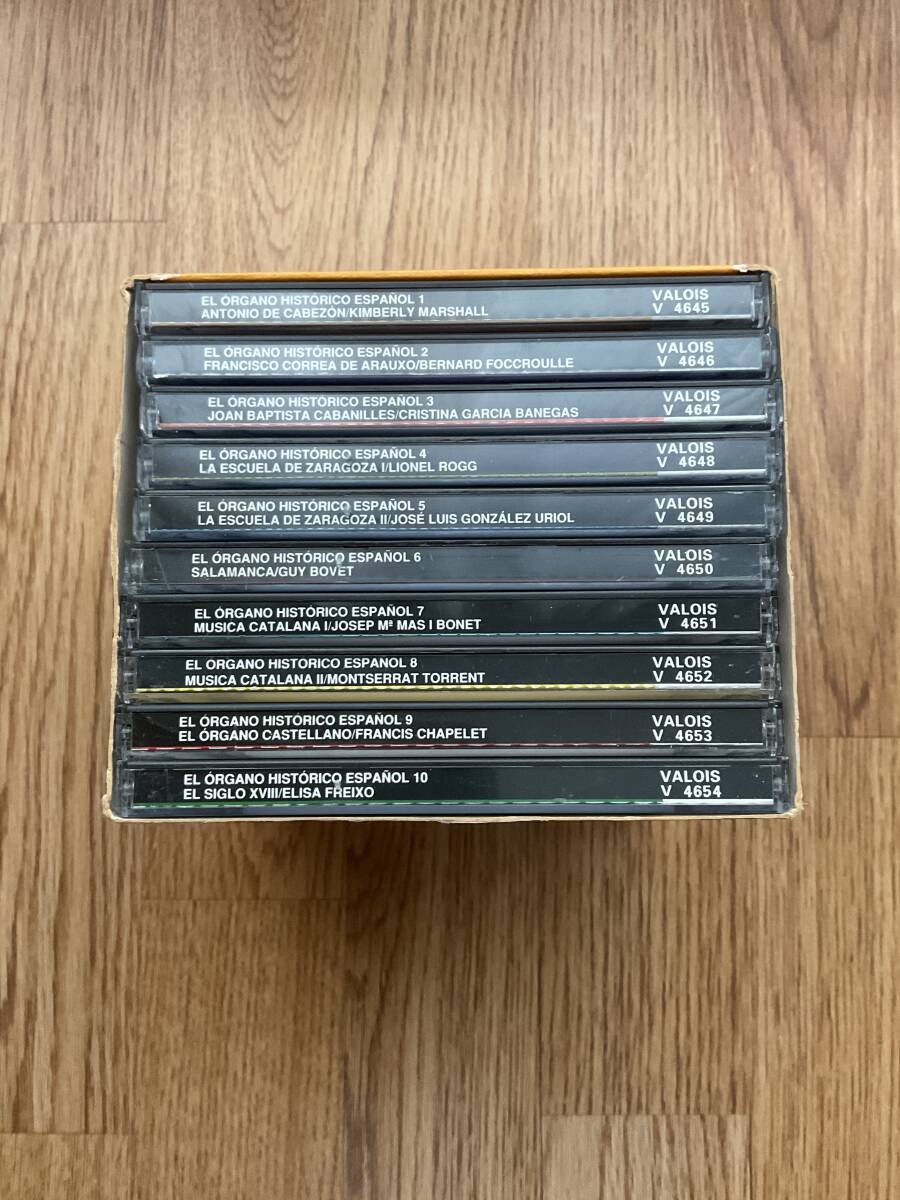 EL ÓRGANO HISTÓRICO ESPAÑOL 1 VALOIS
ANTONIO DE CABEZÓN/KIMBERLY MARSHALL V 4645
EL ÓRGANO HISTÓRICO ESPAÑOL 2 VALOIS
FRANCISCO CORREA DE ARAUXO/BERNARD FOCCROULLE V 4646
EL ÓRGANO HISTÓRICO ESPAÑOL 3 VALOIS
JOAN BAPTISTA CABANILLES/CRISTINA GARCIA BANEGAS V 4647
EL ÓRGANO HISTÓRICO ESPAÑOL 4 VALOIS
LA ESCUELA DE ZARAGOZA I/LIONEL ROGG V 4648
EL ÓRGANO HISTÓRICO ESPAÑOL 5 VALOIS
LA ESCUELA DE ZARAGOZA II/JOSÉ LUIS GONZÁLEZ URIOL V 4649
EL ÓRGANO HISTÓRICO ESPAÑOL 6 VALOIS
SALAMANCA/GUY BOVET V 4650
EL ÓRGANO HISTÓRICO ESPAÑOL 7 VALOIS
MUSICA CATALANA I/JOSEP Mª MAS I BONET V 4651
EL ÓRGANO HISTÓRICO ESPAÑOL 8 VALOIS
MUSICA CATALANA II/MONTSERRAT TORRENT V 4652
EL ÓRGANO HISTÓRICO ESPAÑOL 9 VALOIS
EL ÓRGANO CASTELLANO/FRANCIS CHAPELET V 4653
EL ÓRGANO HISTÓRICO ESPAÑOL 10 VALOIS
EL SIGLO XVIII/ELISA FREIXO V 4654